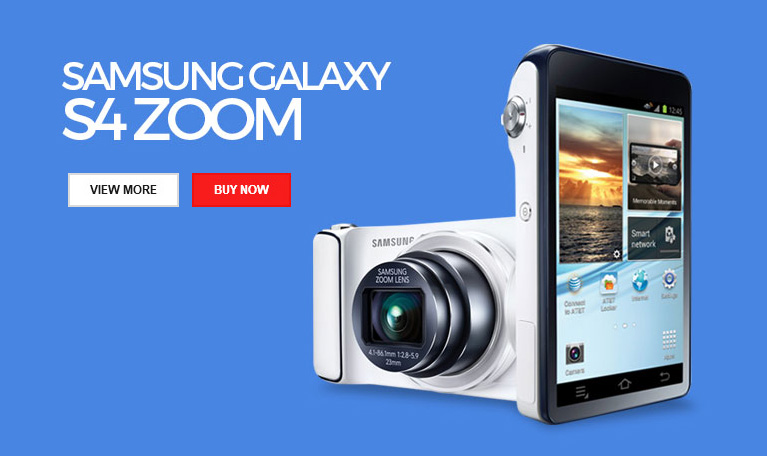 SAMSUNG GALAXY
S4 ZOOM
VIEW MORE
BUY NOW
SAMSUNG
SAMSUNG
ZOOM LENS
4.1-86.1mm 1:2.8-5.9
23mm
12:45
Memorable Moments
Smart
network
Connect
to AT&T
AT&T
Locker
Internet
Camera